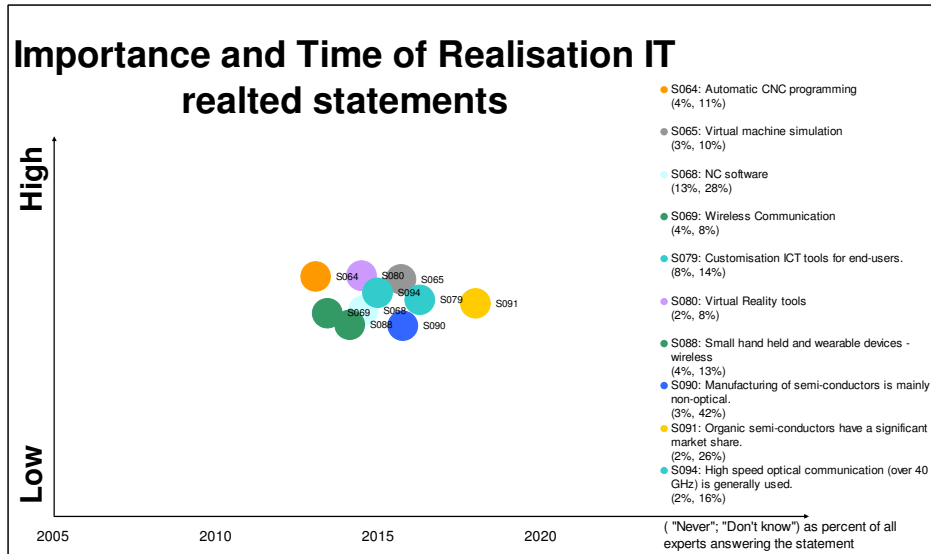 Importance and Time of Realisation IT
realted statements
High
Low
S064
S080
S065
S094
S079
S091
S069
S068
S088
S090
2005
2010
2015
2020
S064: Automatic CNC programming
(4%, 11%)
S065: Virtual machine simulation
(3%, 10%)
S068: NC software
(13%, 28%)
S069: Wireless Communication
(4%, 8%)
S079: Customisation ICT tools for end-users.
(8%, 14%)
S080: Virtual Reality tools
(2%, 8%)
S088: Small hand held and wearable devices -
wireless
(4%, 13%)
S090: Manufacturing of semi-conductors is mainly
non-optical.
(3%, 42%)
S091: Organic semi-conductors have a significant
market share.
(2%, 26%)
S094: High speed optical communication (over 40
GHz) is generally used.
(2%, 16%)
( "Never"; "Don't know") as percent of all
experts answering the statement